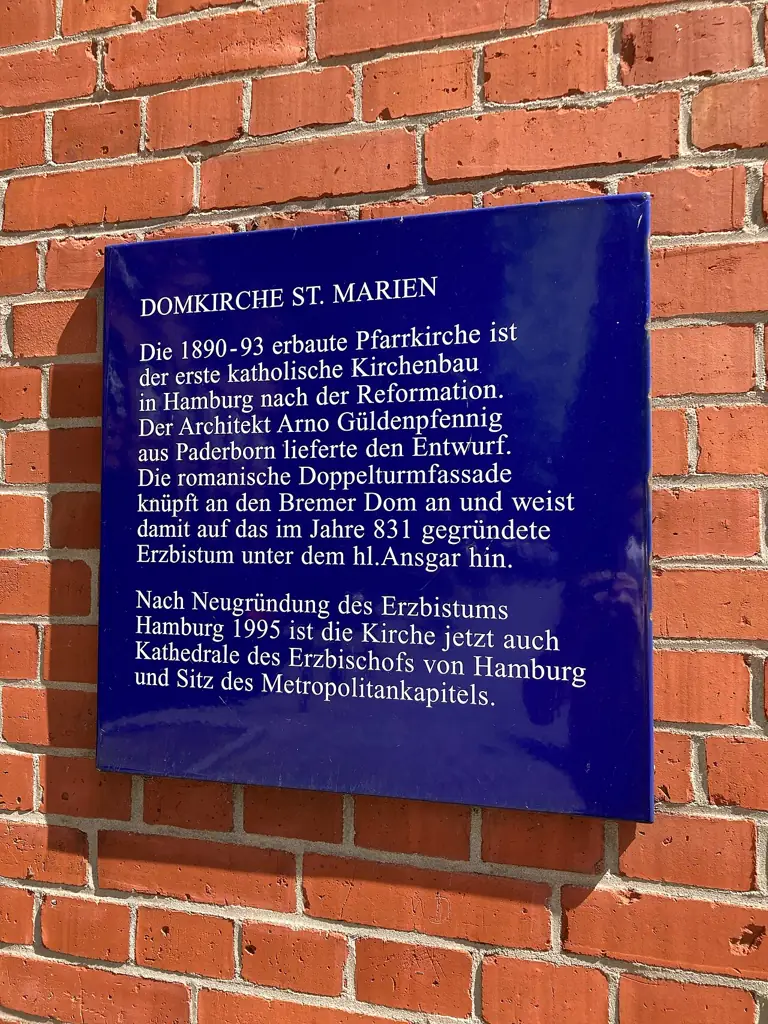 DOMKIRCHE ST. MARIEN
Die 1890-93 erbaute Pfarrkirche ist
der erste katholische Kirchenbau
in Hamburg nach der Reformation.
Der Architekt Arno Güldenpfennig
aus Paderborn lieferte den Entwurf.
Die romanische Doppelturmfassade
knüpft an den Bremer Dom an und weist
damit auf das im Jahre 831 gegründete
Erzbistum unter dem hl.Ansgar hin.
Nach Neugründung des Erzbistums
Hamburg 1995 ist die Kirche jetzt auch
Kathedrale des Erzbischofs von Hamburg
und Sitz des Metropolitankapitels.